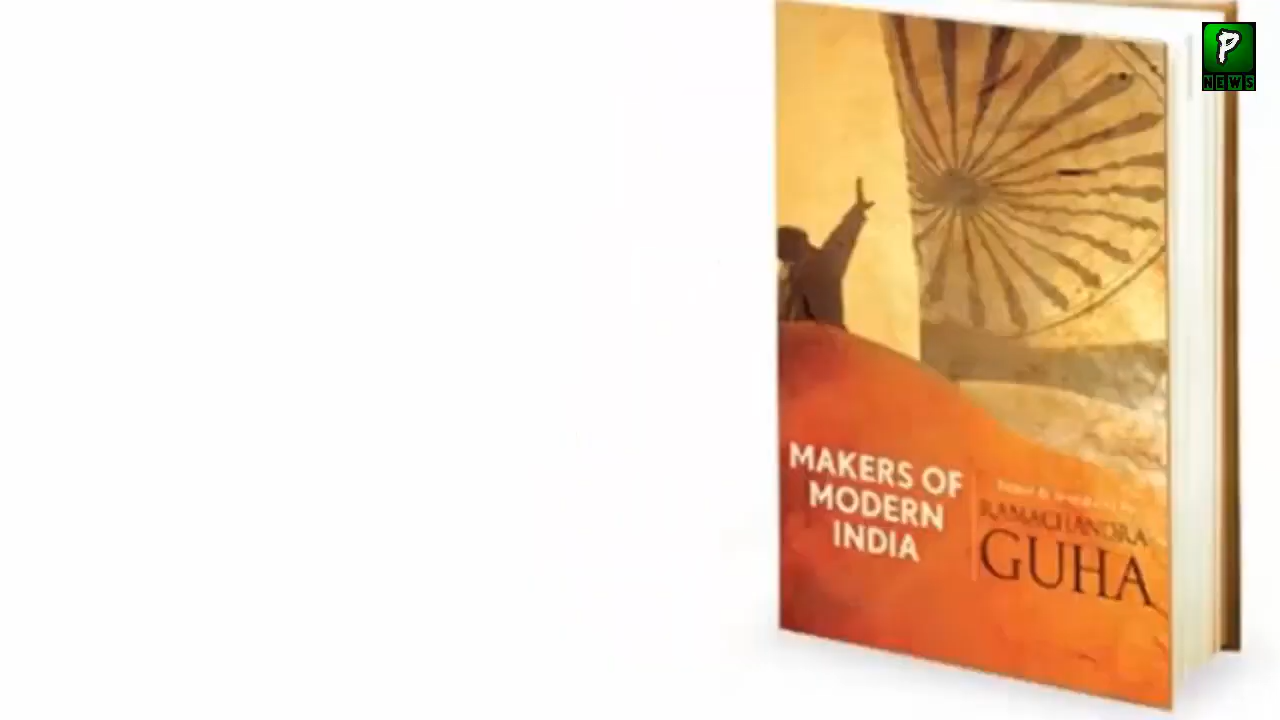 P
NEWS
MAKERS OF
MODERN
INDIA
RAMACHANDRA
GUHA